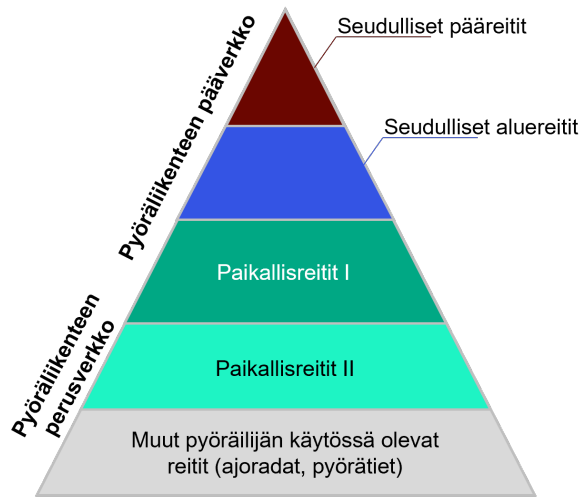 Seudulliset pääreitit
Pyöräliikenteen pääverkko
Seudulliset aluereitit
Paikallisreitit I
Pyöräliikenteen
perusverkko
Paikallisreitit II
Muut pyöräilijän käytössä olevat
reitit (ajoradat, pyörätiet)